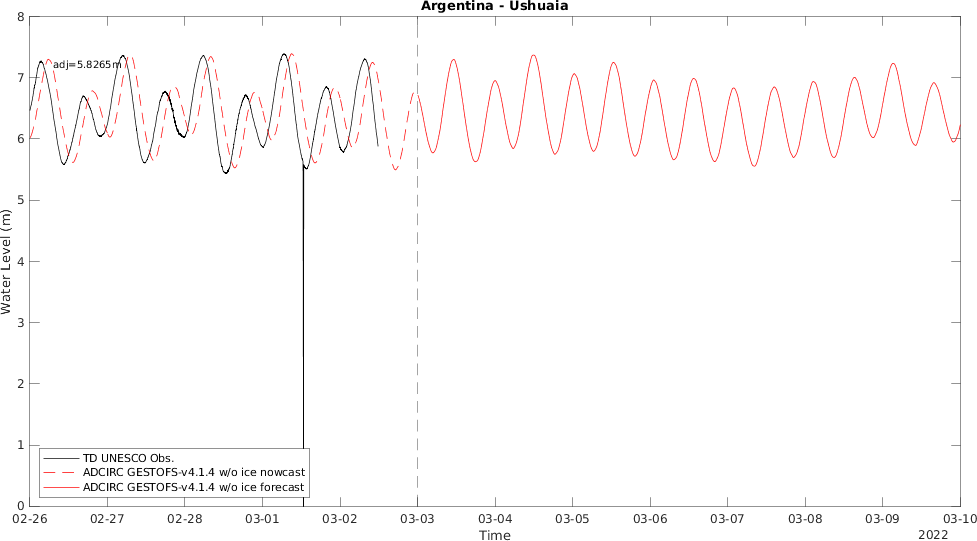 Argentina - Ushuaia
8
7
6
5
4
3
2
1
0
Water Level (m)
adj=5.8265m
TD UNESCO Obs.
ADCIRC GESTOFS-v4.1.4 w/o ice nowcast
ADCIRC GESTOFS-v4.1.4 w/o ice forecast
02-26 02-27 02-28 03-01 03-02 03-03 03-04 03-05 03-06 03-07 03-08 03-09 03-10
Time
2022